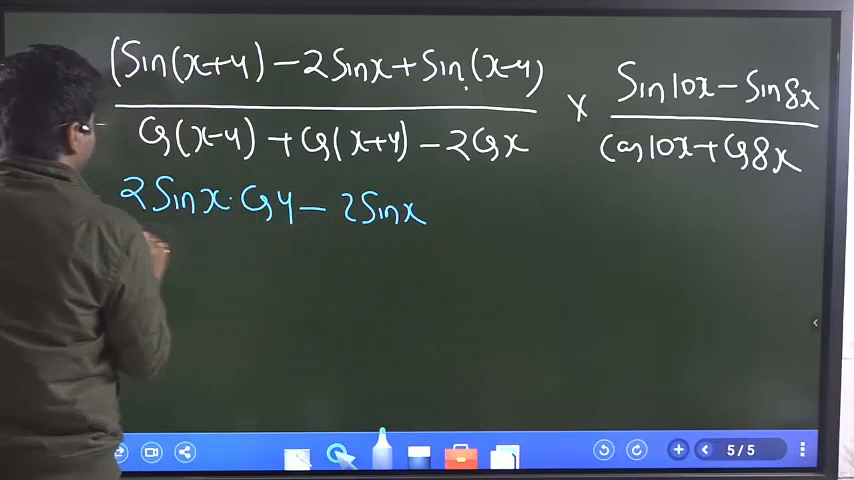 (Sin(x+y) - 2Sinx + Sin(x-y) × Sin10x - Sin8x
Cos(x-y) + Cos(x+y) - 2Cosx Cos10x + Cos8x
2Sinx·Cosy - 2Sinx
5/5